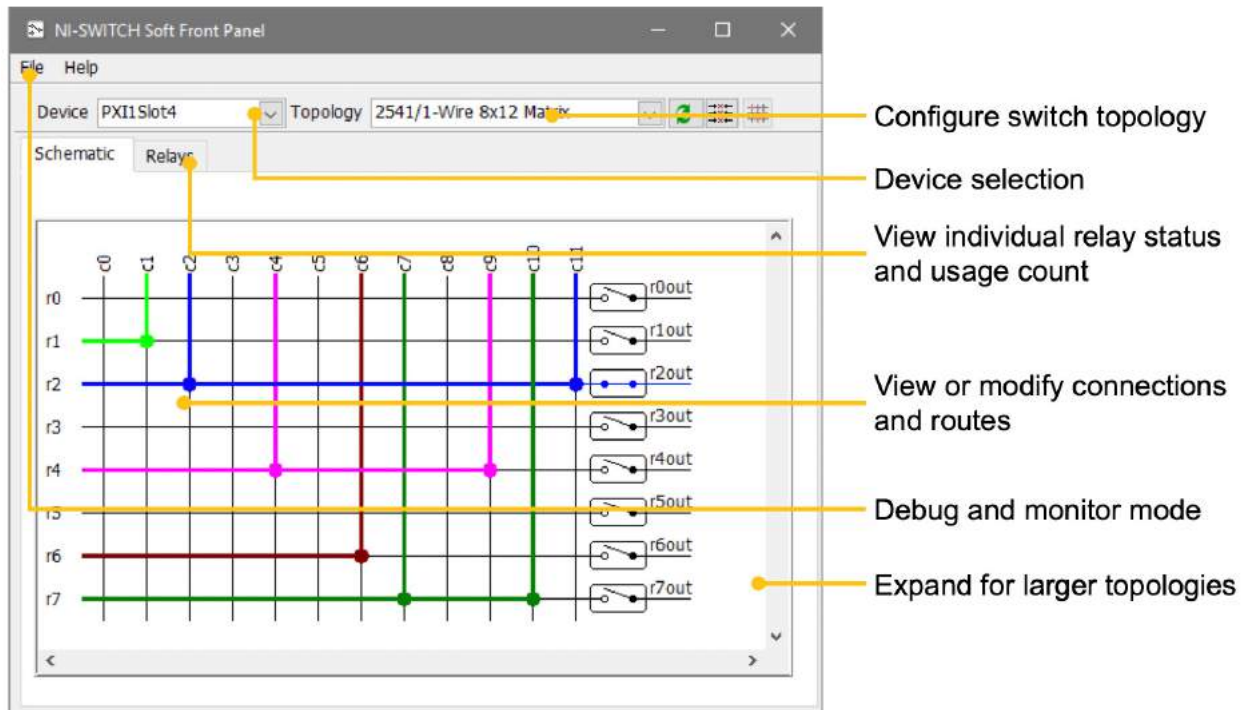 NI-SWITCH Soft Front Panel
File Help
Device PXI1Slot4 Topology 2541/1-Wire 8x12 Matrix
Configure switch topology
Schematic Relays
Device selection
View individual relay status
and usage count
c0 c1 c2 c3 c4 c5 c6 c7 c8 c9 c10 c11
r0 r0out
r1 r1out
r2 r2out
View or modify connections
and routes
r3 r3out
r4 r4out
r5 r5out
Debug and monitor mode
r6 r6out
Expand for larger topologies
r7 r7out